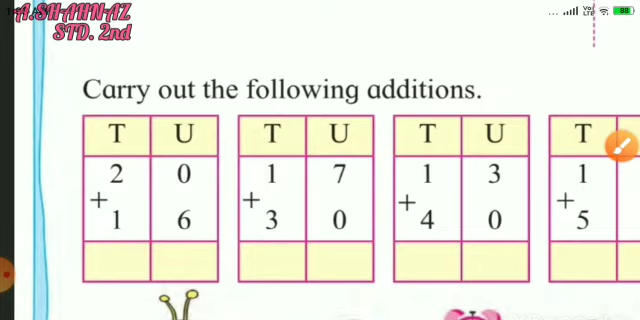 A.SHAHNAZ
STD. 2nd
88
Carry out the following additions.
T U T U T U T
2 0 1 7 1 3 1
+ + + +
1 6 3 0 4 0 5